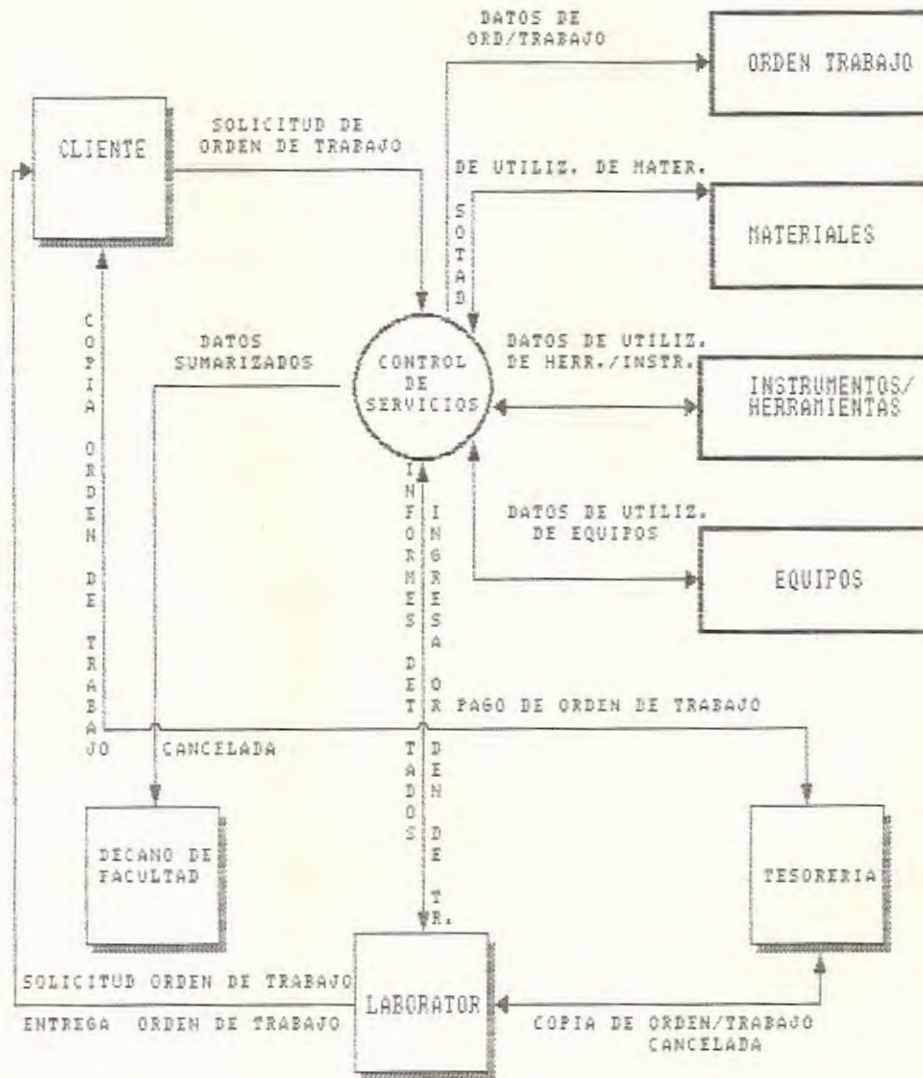 DATOS DE
ORD/TRABAJO
ORDEN TRABAJO
CLIENTE
SOLICITUD DE
ORDEN DE TRABAJO
DE UTILIZ. DE MATER.
SOTAD
MATERIALES
COPIA ORDEN DE TRABAJO
DATOS
SUMARIZADOS
CONTROL
DE
SERVICIOS
DATOS DE UTILIZ.
DE HERR./INSTR.
INSTRUMENTOS/
HERRAMIENTAS
INFORMES DET TADOS
INGRESA OR DEN DE TR.
DATOS DE UTILIZ.
DE EQUIPOS
EQUIPOS
PAGO DE ORDEN DE TRABAJO
CANCELADA
DECANO DE
FACULTAD
TESORERIA
SOLICITUD ORDEN DE TRABAJO
ENTREGA ORDEN DE TRABAJO
LABORATOR
COPIA DE ORDEN/TRABAJO
CANCELADA